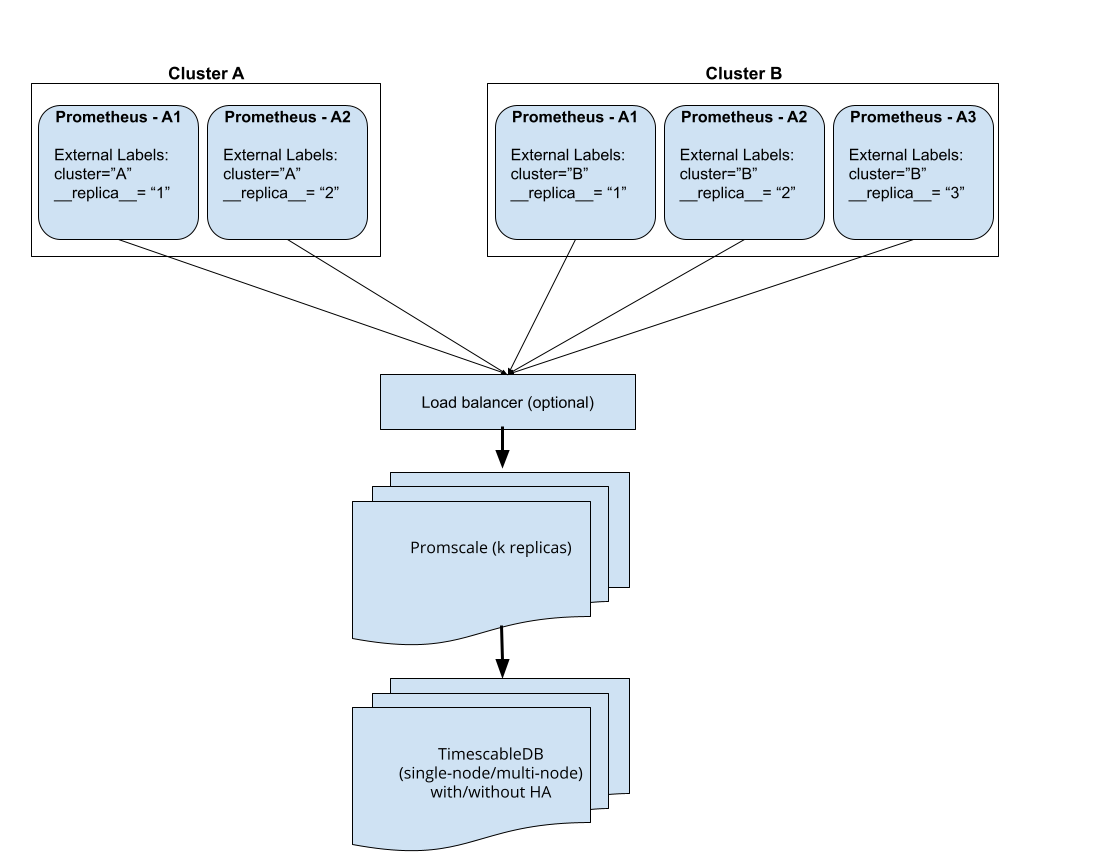 Cluster A
Prometheus - A1
External Labels:
cluster=”A”
__replica__= “1”
Prometheus - A2
External Labels:
cluster=”A”
__replica__= “2”
Cluster B
Prometheus - A1
External Labels:
cluster=”B”
__replica__= “1”
Prometheus - A2
External Labels:
cluster=”B”
__replica__= “2”
Prometheus - A3
External Labels:
cluster=”B”
__replica__= “3”
Load balancer (optional)
Promscale (k replicas)
TimescableDB
(single-node/multi-node)
with/without HA